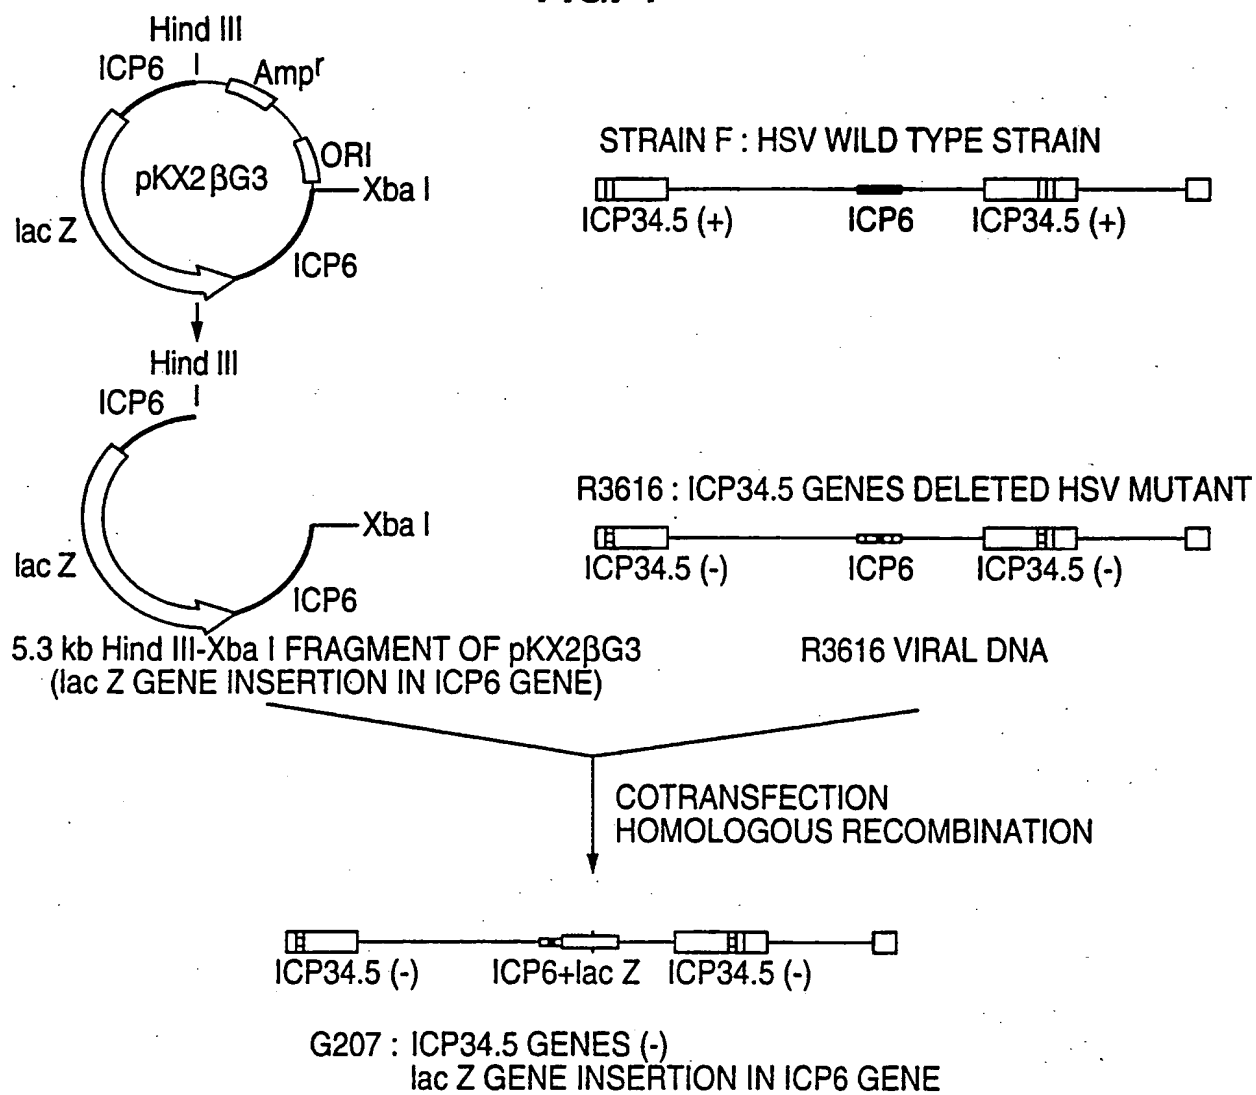 Hind III
ICP6
Ampʳ
ORI
pKX2βG3
Xba I
lac Z
ICP6
STRAIN F : HSV WILD TYPE STRAIN
ICP34.5 (+)
ICP6
ICP34.5 (+)
Hind III
ICP6
Xba I
lac Z
ICP6
5.3 kb Hind III-Xba I FRAGMENT OF pKX2βG3
(lac Z GENE INSERTION IN ICP6 GENE)
R3616 : ICP34.5 GENES DELETED HSV MUTANT
ICP34.5 (-)
ICP6
ICP34.5 (-)
R3616 VIRAL DNA
COTRANSFECTION
HOMOLOGOUS RECOMBINATION
ICP34.5 (-)
ICP6+lac Z
ICP34.5 (-)
G207 : ICP34.5 GENES (-)
lac Z GENE INSERTION IN ICP6 GENE